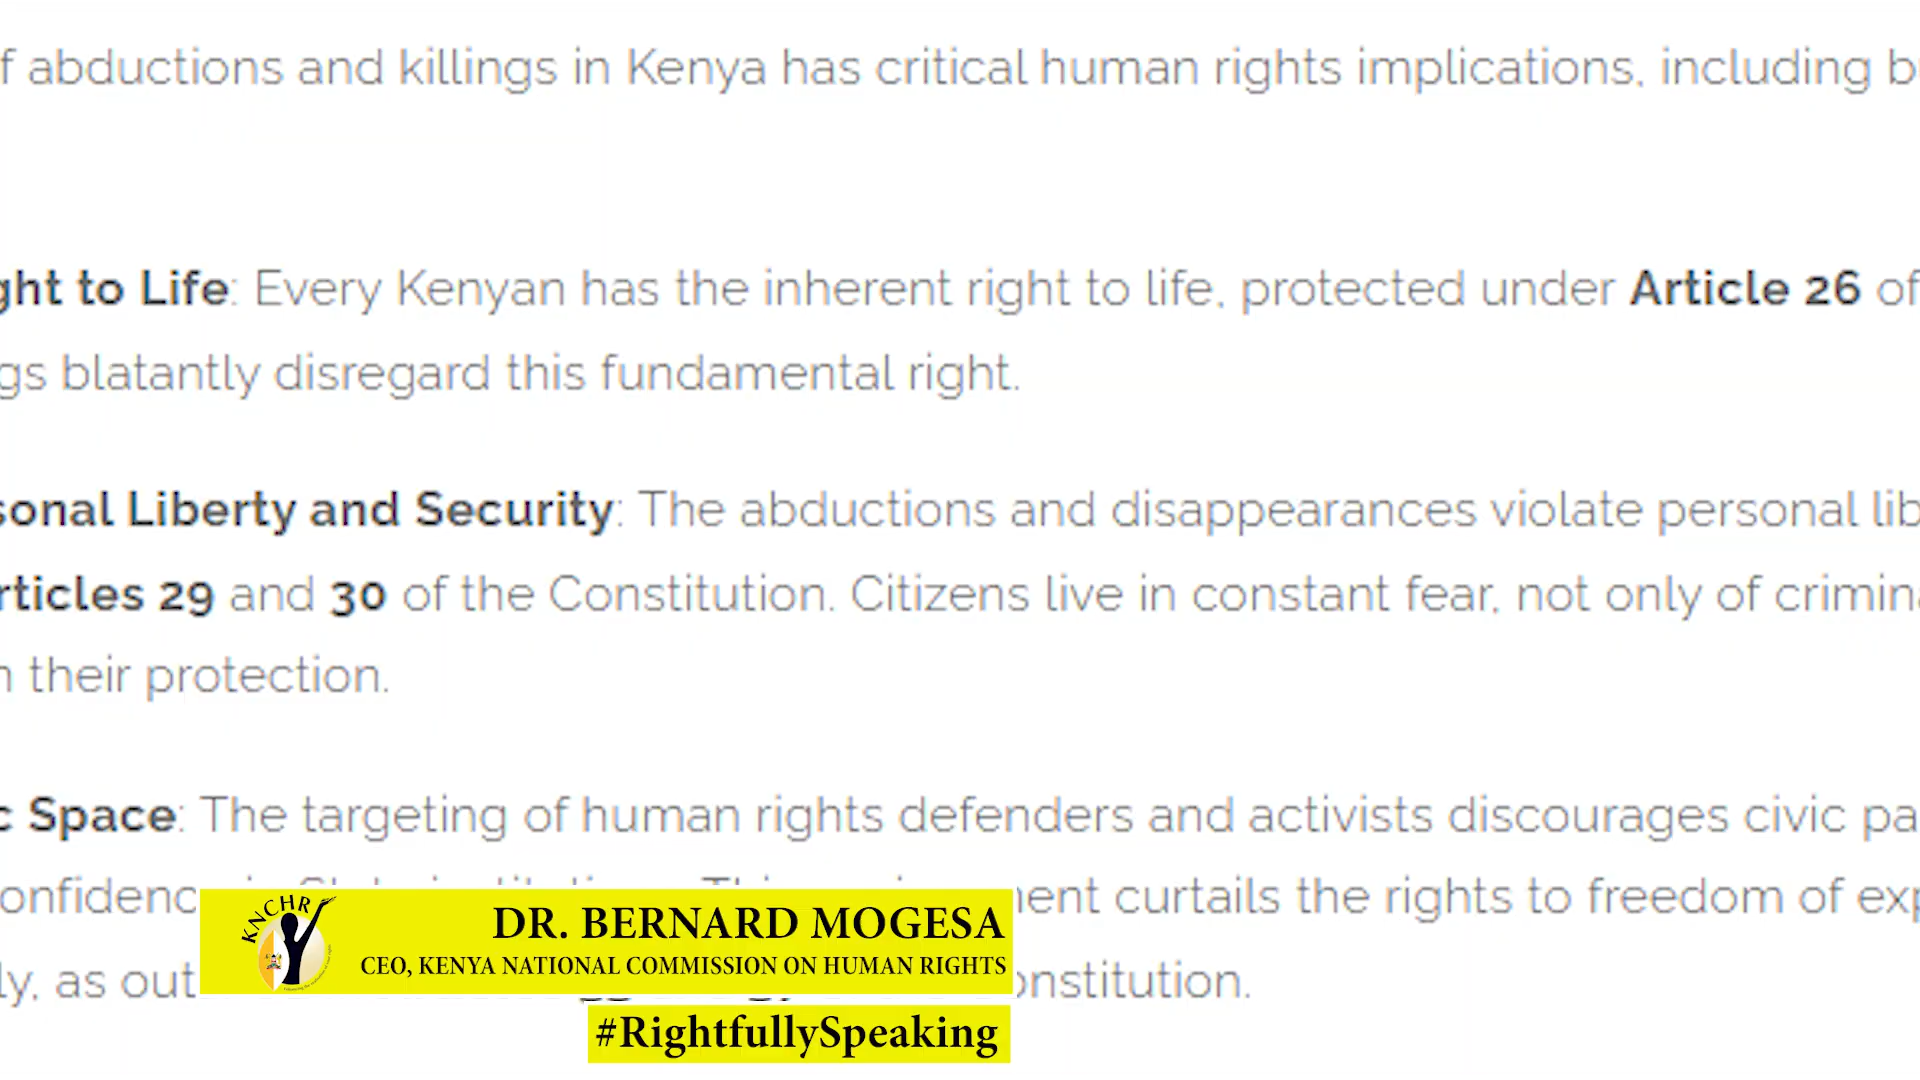 f abductions and killings in Kenya has critical human rights implications, including b
ght to Life: Every Kenyan has the inherent right to life, protected under Article 26 of
gs blatantly disregard this fundamental right.
sonal Liberty and Security: The abductions and disappearances violate personal lib
rticles 29 and 30 of the Constitution. Citizens live in constant fear, not only of crimina
n their protection.
c Space: The targeting of human rights defenders and activists discourages civic pa
onfidenc ent curtails the rights to freedom of exp
ly, as out onstitution.
KNCHR
DR. BERNARD MOGESA
CEO, KENYA NATIONAL COMMISSION ON HUMAN RIGHTS
#RightfullySpeaking